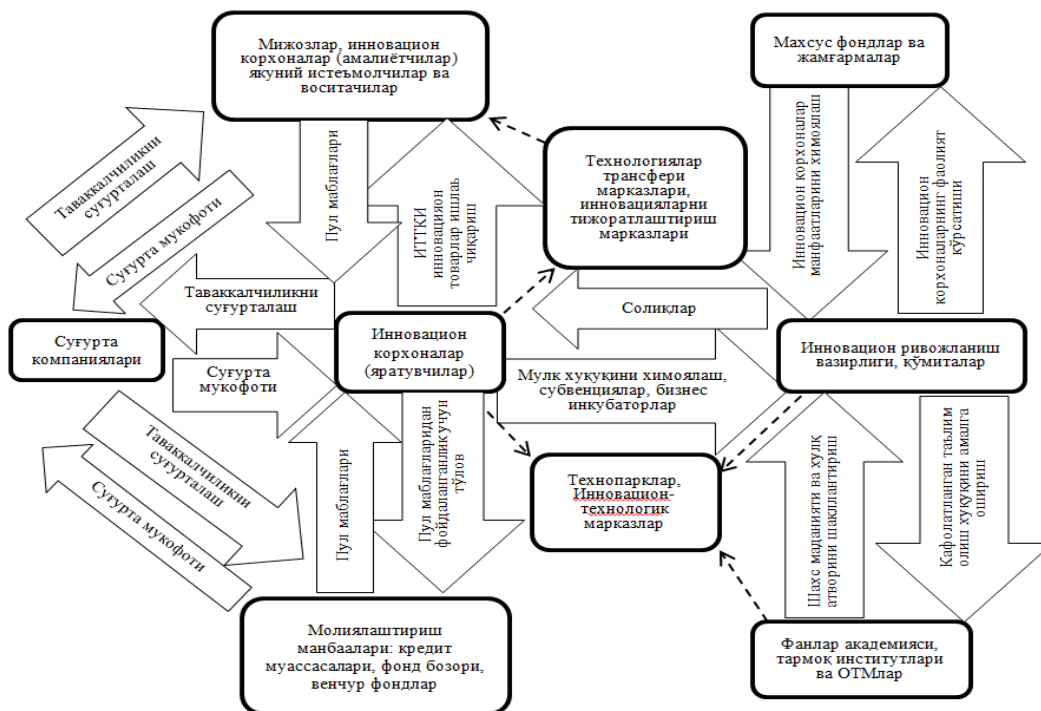 Мижозлар, инновацион
корхоналар (амалиётчилар)
якуний истеъмолчилар ва
воситачилар
Махсус фондлар ва
жамғармалар
Таваккалчиликни
суғурталаш
Суғурта мукофоти
Пул маблағлари
ИТТКИ
инновацион
товарлар ишлаь
чиқариш
Технологиялар
трансфери
марказлари,
инновацияларни
тижоратлаштириш
марказлари
Инновацион корхоналар
манфаатларини химоялаш
Инновацион
корхоналарнинг фаолият
кўрсатиши
Таваккалчиликни
суғурталаш
Солиқлар
Суғурта
компаниялари
Инновацион
корхоналар
(яратувчилар)
Инновацион ривожланиш
вазирлиги, қўмиталар
Суғурта
мукофоти
Мулк хуқуқини химоялаш,
субвенциялар, бизнес
инкубаторлар
Таваккалчиликни
суғурталаш
Суғурта мукофоти
Пул маблағлари
Пул маблағларидан
фойдаланганлик учун
тўлов
Технопарклар,
Инновацион-
технологик
марказлар
Шахс маданияти ва хулқ
атворини шакллантириш
Кафолатланган таълим
олиш хуқуқини амалга
ошириш
Молиялаштириш
манбаалари: кредит
муассасалари, фонд бозори,
венчур фондлар
Фанлар академияси,
тармоқ институтлари
ва ОТМлар